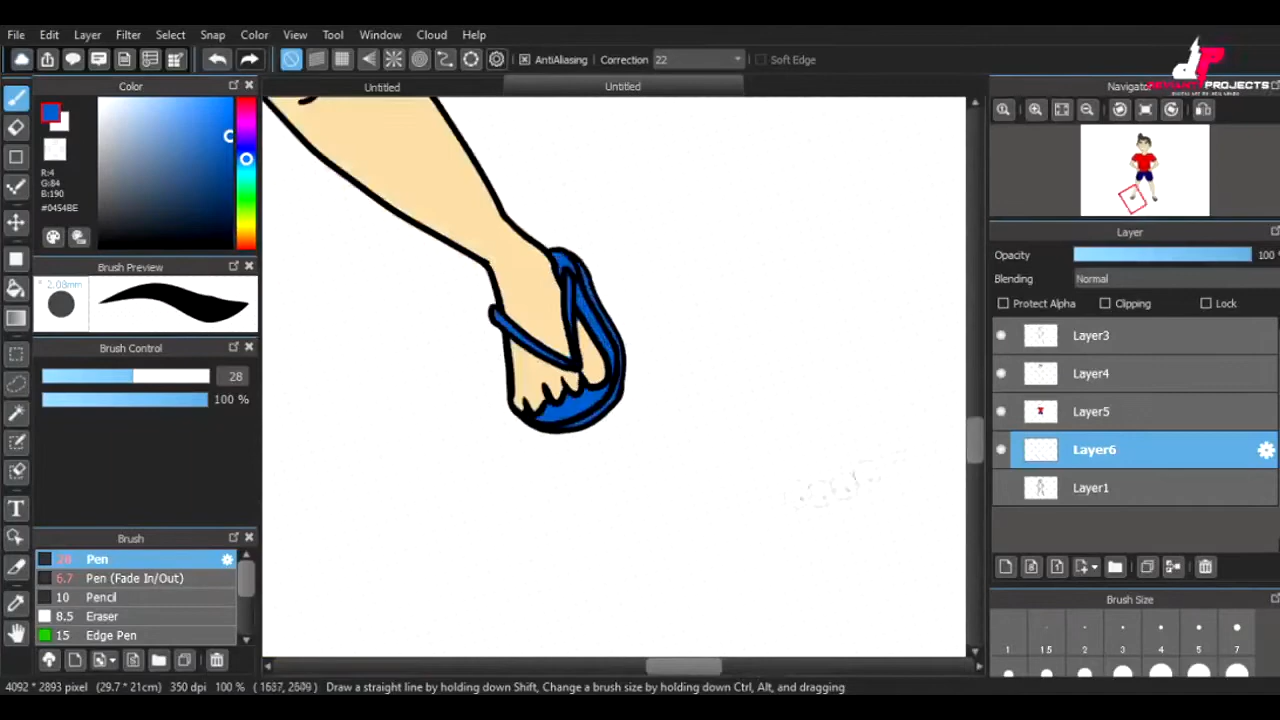 File Edit Layer Filter Select Snap Color View Tool Window Cloud Help
AntiAliasing Correction 22 Soft Edge
Color
Untitled
Untitled
Navigator
PROJECTS
R:4
G:84
B:190
#0454BE
Brush Preview
* 2.08mm
Brush Control
28
100 %
Layer
Opacity 100
Blending Normal
Protect Alpha Clipping Lock
Layer3
Layer4
Layer5
Layer6
Layer1
Brush
28 Pen
6.7 Pen (Fade In/Out)
10 Pencil
8.5 Eraser
15 Edge Pen
Brush Size
1 1.5 2 3 4 5 7
4092 * 2893 pixel (29.7 * 21cm) 350 dpi 100 % ( 1637, 2609 ) Draw a straight line by holding down Shift, Change a brush size by holding down Ctrl, Alt, and dragging